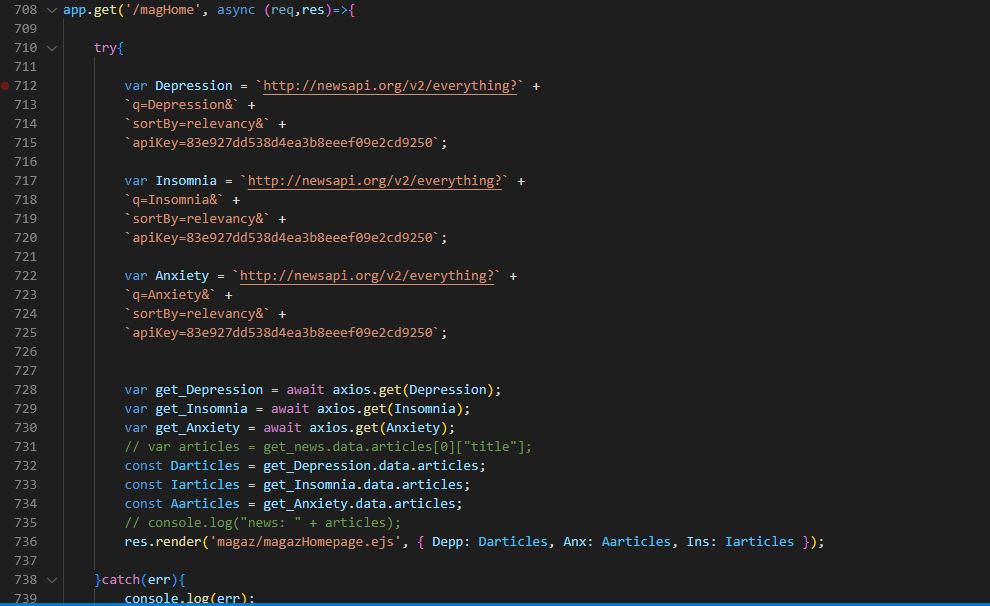 708 app.get('/magHome', async (req,res)=>{
709
710 try{
711
712 var Depression = `http://newsapi.org/v2/everything?` +
713 `q=Depression&` +
714 `sortBy=relevancy&` +
715 `apiKey=83e927dd538d4ea3b8eeef09e2cd9250`;
716
717 var Insomnia = `http://newsapi.org/v2/everything?` +
718 `q=Insomnia&` +
719 `sortBy=relevancy&` +
720 `apiKey=83e927dd538d4ea3b8eeef09e2cd9250`;
721
722 var Anxiety = `http://newsapi.org/v2/everything?` +
723 `q=Anxiety&` +
724 `sortBy=relevancy&` +
725 `apiKey=83e927dd538d4ea3b8eeef09e2cd9250`;
726
727
728 var get_Depression = await axios.get(Depression);
729 var get_Insomnia = await axios.get(Insomnia);
730 var get_Anxiety = await axios.get(Anxiety);
731 // var articles = get_news.data.articles[0]["title"];
732 const Darticles = get_Depression.data.articles;
733 const Iarticles = get_Insomnia.data.articles;
734 const Aarticles = get_Anxiety.data.articles;
735 // console.log("news: " + articles);
736 res.render('magaz/magazHomepage.ejs', { Depp: Darticles, Anx: Aarticles, Ins: Iarticles });
737
738 }catch(err){
739 console.log(err);